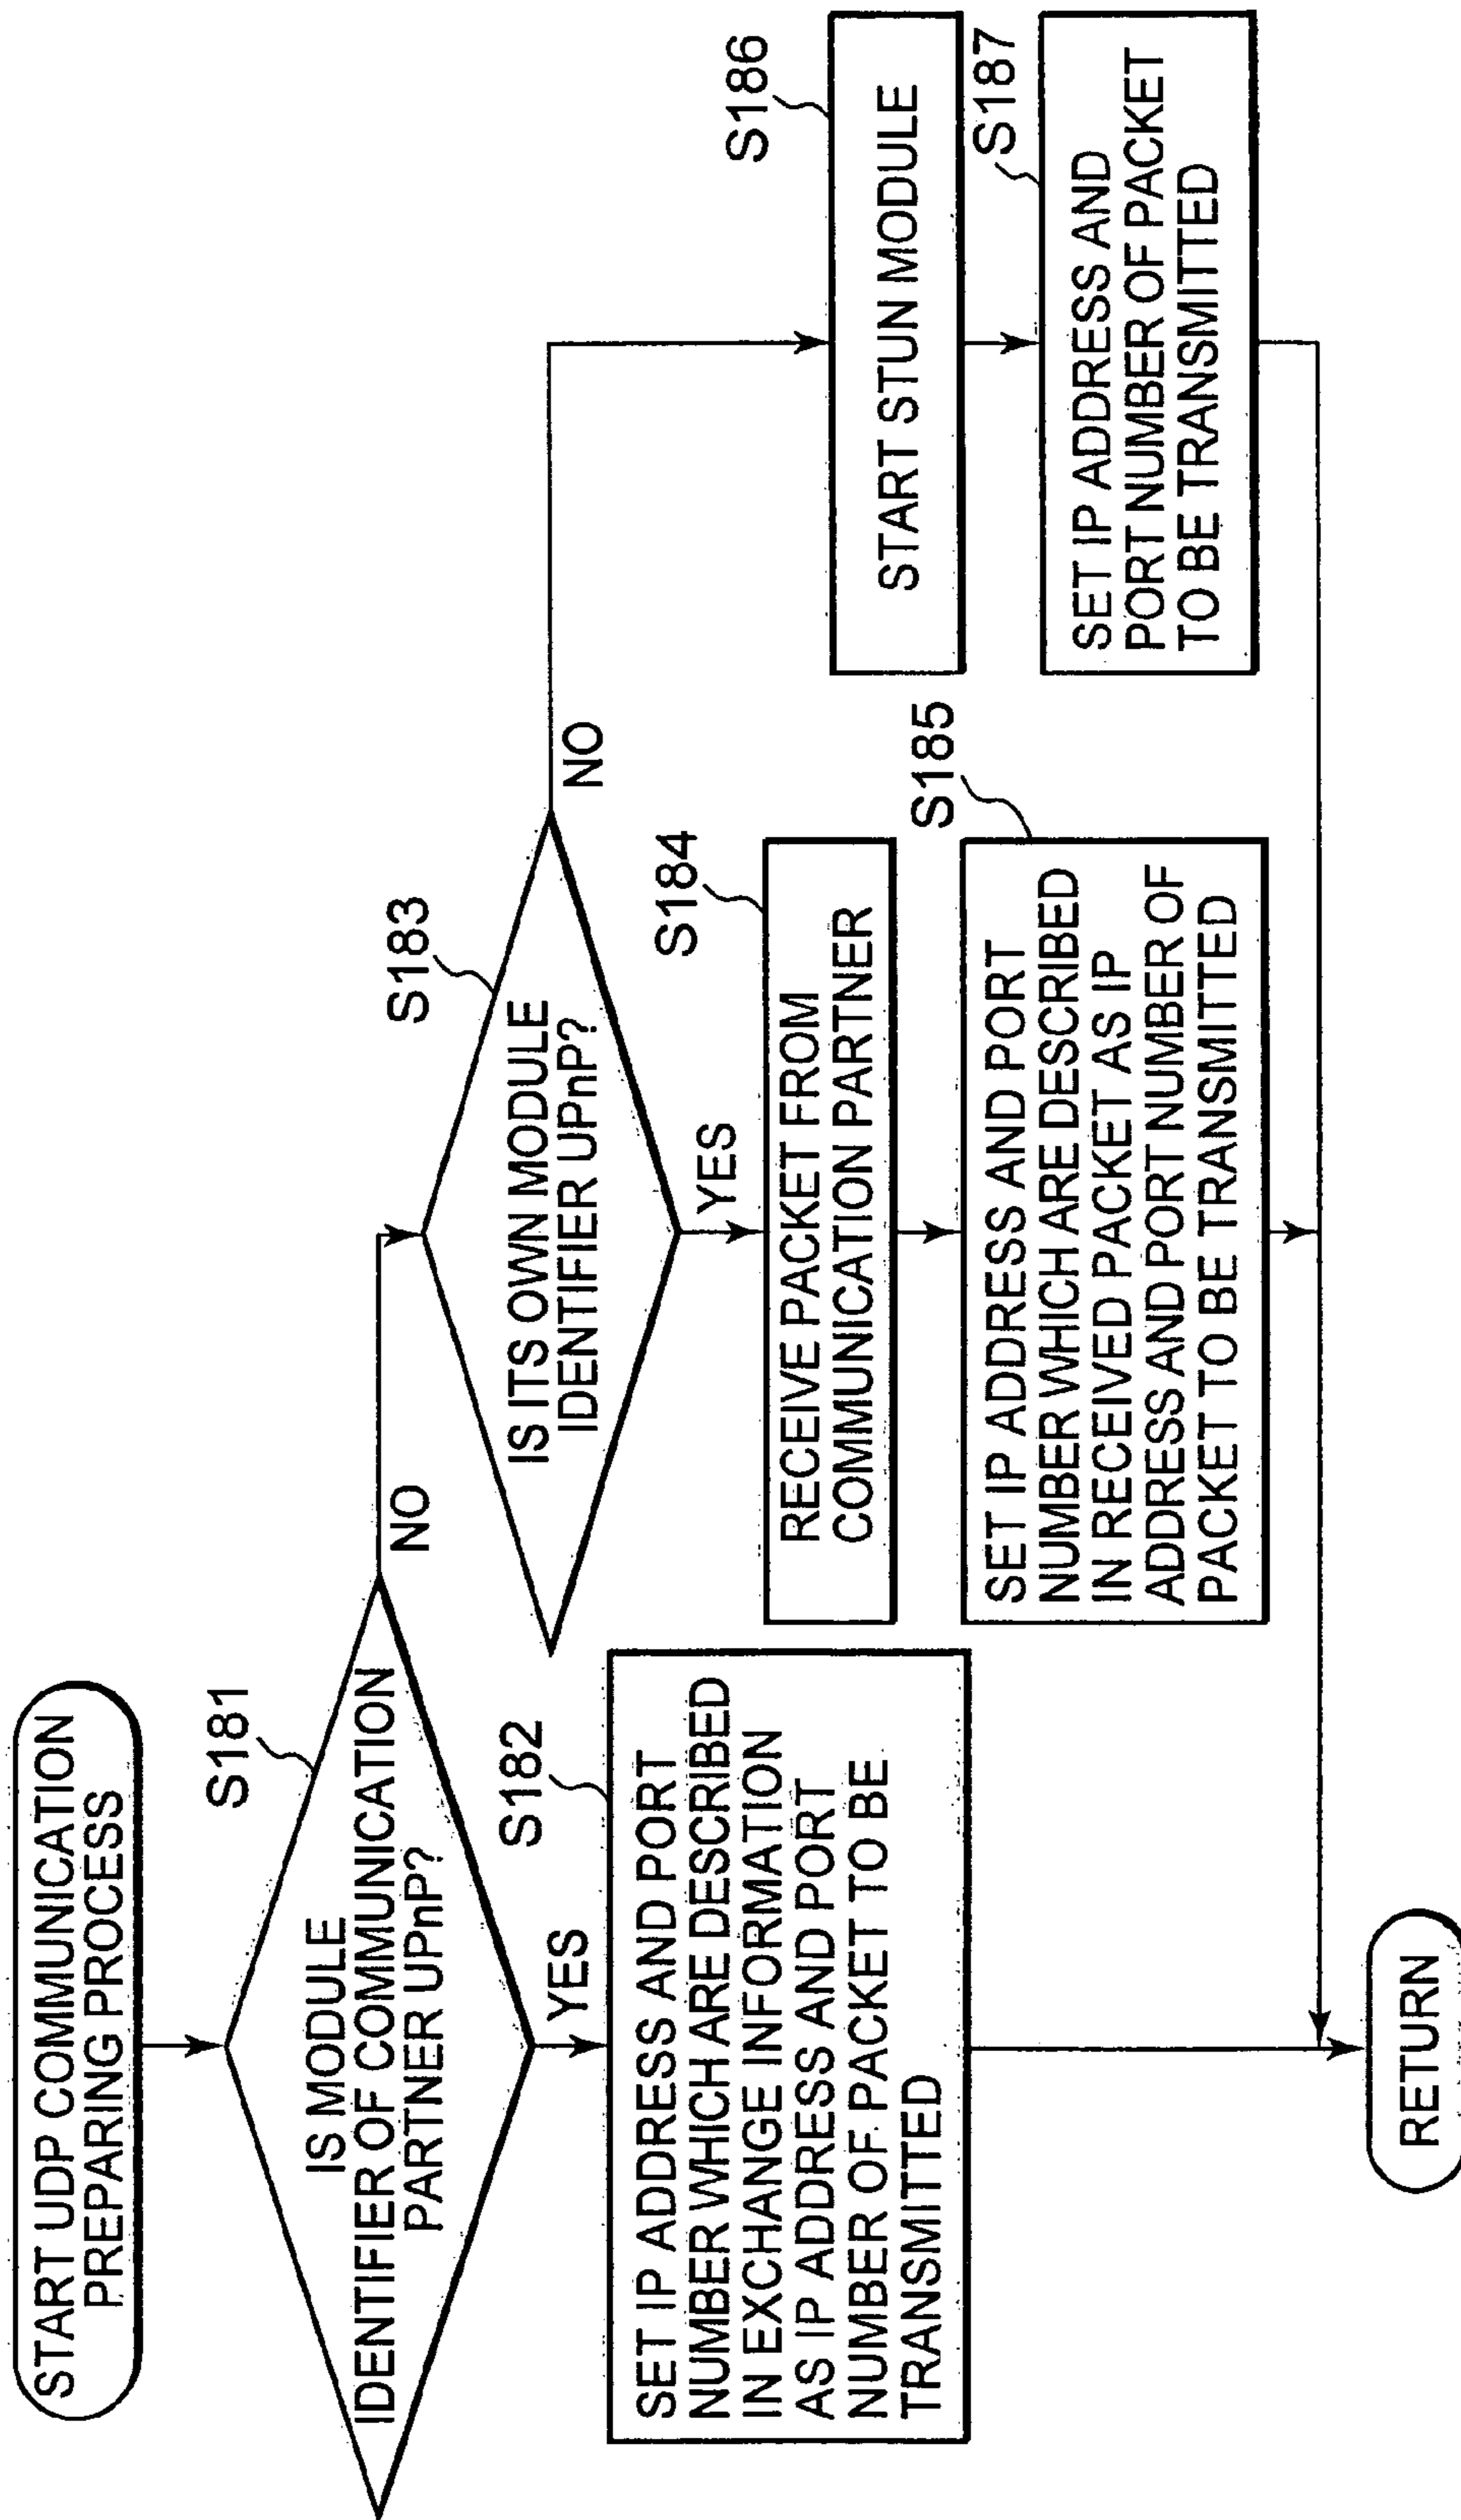 START UDP COMMUNICATION
PREPARING PROCESS
S181
IS MODULE
IDENTIFIER OF COMMUNICATION
PARTNER UPnP?
NO
YES
S182
SET IP ADDRESS AND PORT
NUMBER WHICH ARE DESCRIBED
IN EXCHANGE INFORMATION
AS IP ADDRESS AND PORT
NUMBER OF PACKET TO BE
TRANSMITTED
S183
IS ITS OWN MODULE
IDENTIFIER UPnP?
NO
YES
S184
RECEIVE PACKET FROM
COMMUNICATION PARTNER
S185
SET IP ADDRESS AND PORT
NUMBER WHICH ARE DESCRIBED
IN RECEIVED PACKET AS IP
ADDRESS AND PORT NUMBER OF
PACKET TO BE TRANSMITTED
S186
START STUN MODULE
S187
SET IP ADDRESS AND
PORT NUMBER OF PACKET
TO BE TRANSMITTED
RETURN